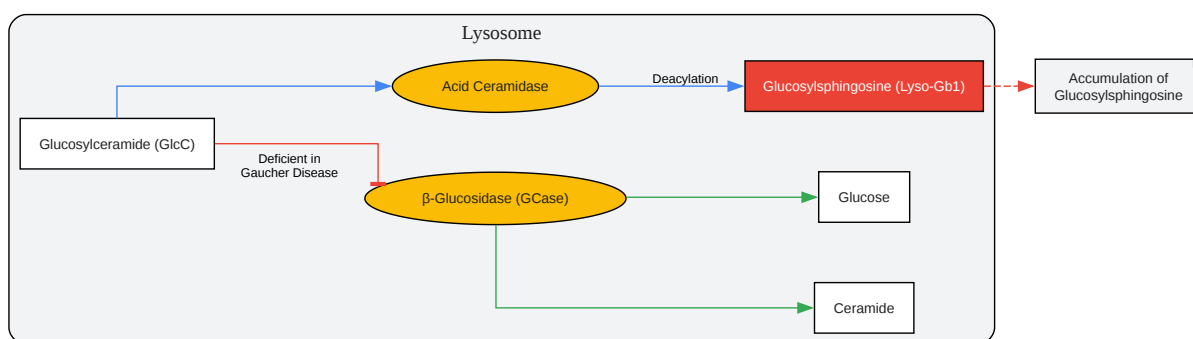 Lysosome
Acid Ceramidase
Deacylation
Glucosylsphingosine (Lyso-Gb1)
Accumulation of
Glucosylsphingosine
Glucosylceramide (GlcC)
Deficient in
Gaucher Disease
β-Glucosidase (GCase)
Glucose
Ceramide